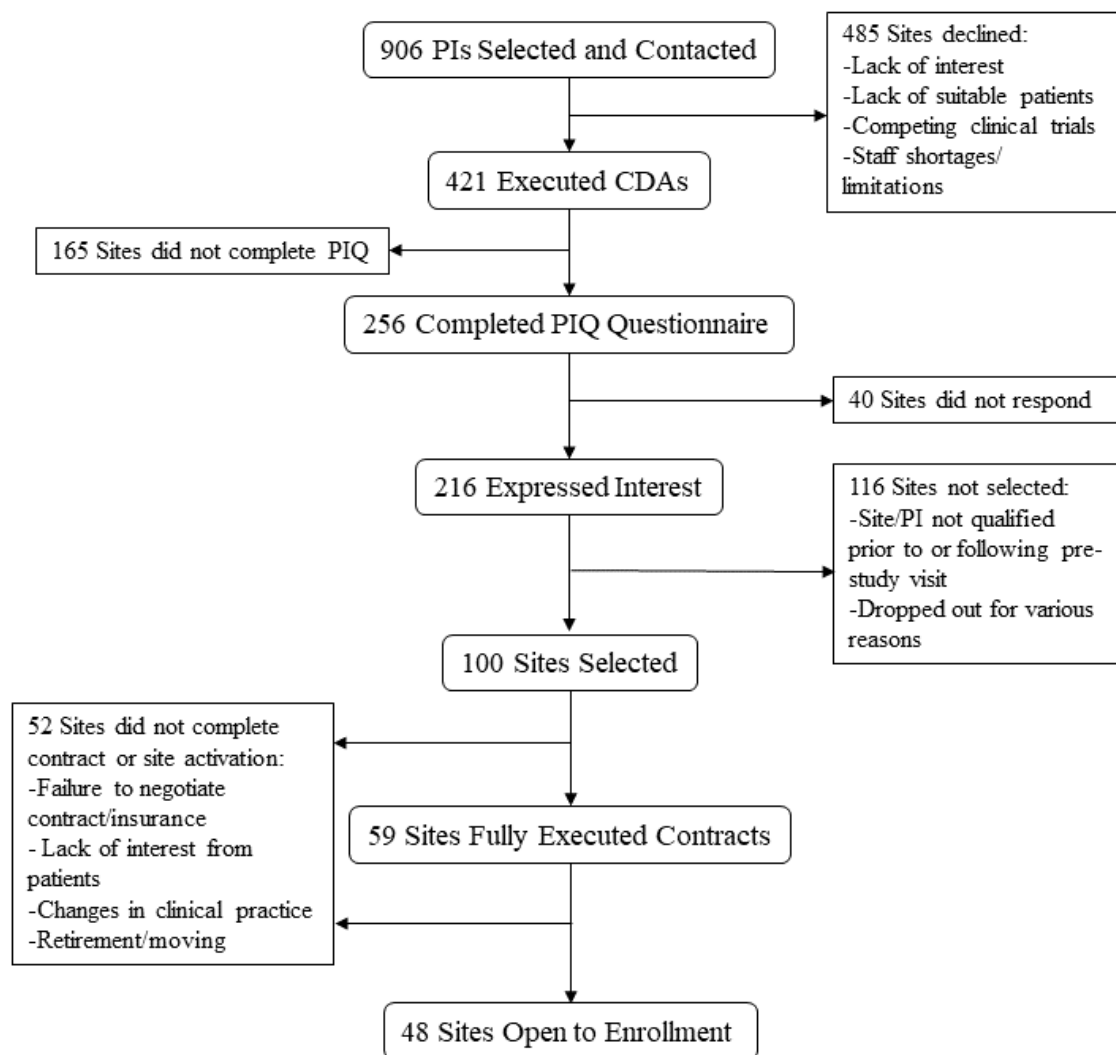 906 PIs Selected and Contacted
485 Sites declined:
-Lack of interest
-Lack of suitable patients
-Competing clinical trials
-Staff shortages/
limitations
421 Executed CDAs
165 Sites did not complete PIQ
256 Completed PIQ Questionnaire
40 Sites did not respond
216 Expressed Interest
116 Sites not selected:
-Site/PI not qualified
prior to or following pre-
study visit
-Dropped out for various
reasons
100 Sites Selected
52 Sites did not complete
contract or site activation:
-Failure to negotiate
contract/insurance
- Lack of interest from
patients
-Changes in clinical practice
-Retirement/moving
59 Sites Fully Executed Contracts
48 Sites Open to Enrollment